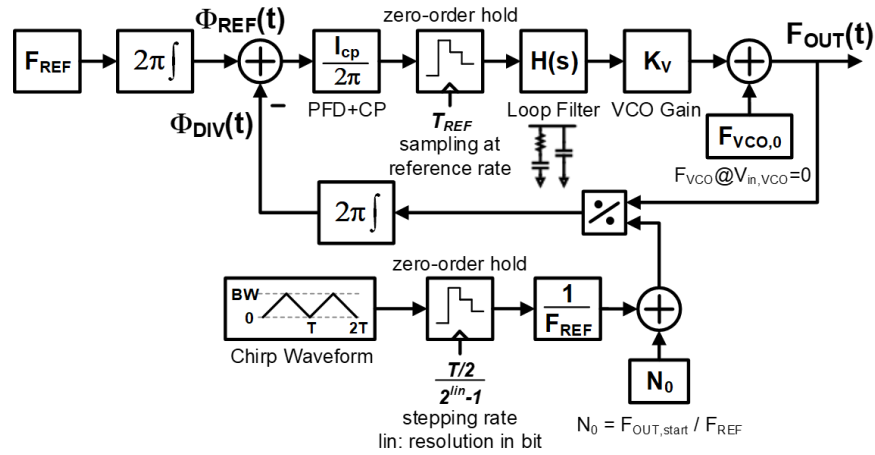 Φ_REF(t)
zero-order hold
F_OUT(t)
F_REF
2π∫
+
I_cp
2π
H(s)
K_V
+
−
PFD+CP
Loop Filter
VCO Gain
Φ_DIV(t)
T_REF
sampling at
reference rate
F_VCO,0
F_VCO@V_in,VCO=0
2π∫
÷
zero-order hold
BW
0
T
2T
1
F_REF
+
Chirp Waveform
T/2
2^lin-1
N_0
stepping rate
lin: resolution in bit
N_0 = F_OUT,start / F_REF